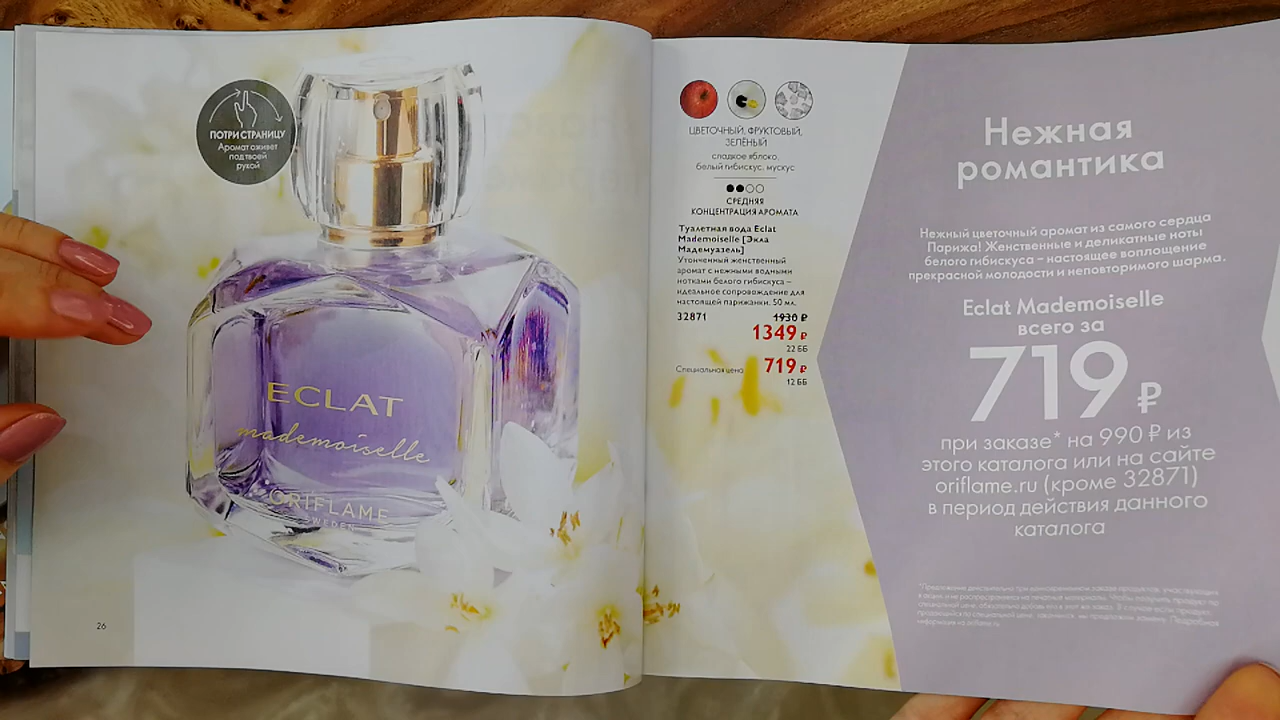 ПОТРИ СТРАНИЦУ
Аромат оживет
под твоей
рукой
ECLAT
mademoiselle
ORIFLAME
SWEDEN
26
ЦВЕТОЧНЫЙ, ФРУКТОВЫЙ,
ЗЕЛЁНЫЙ
сладкое яблоко,
белый гибискус, мускус
СРЕДНЯЯ
КОНЦЕНТРАЦИЯ АРОМАТА
Туалетная вода Eclat
Mademoiselle [Экла
Мадемуазель]
Утонченный женственный
аромат с нежными водными
нотками белого гибискуса –
идеальное сопровождение для
настоящей парижанки. 50 мл.
32871 1930 ₽
1349 ₽
22 ББ
Специальная цена 719 ₽
12 ББ
Нежная
романтика
Нежный цветочный аромат из самого сердца
Парижа! Женственные и деликатные ноты
белого гибискуса – настоящее воплощение
прекрасной молодости и неповторимого шарма.
Eclat Mademoiselle
всего за
719 ₽
при заказе* на 990 ₽ из
этого каталога или на сайте
oriflame.ru (кроме 32871)
в период действия данного
каталога